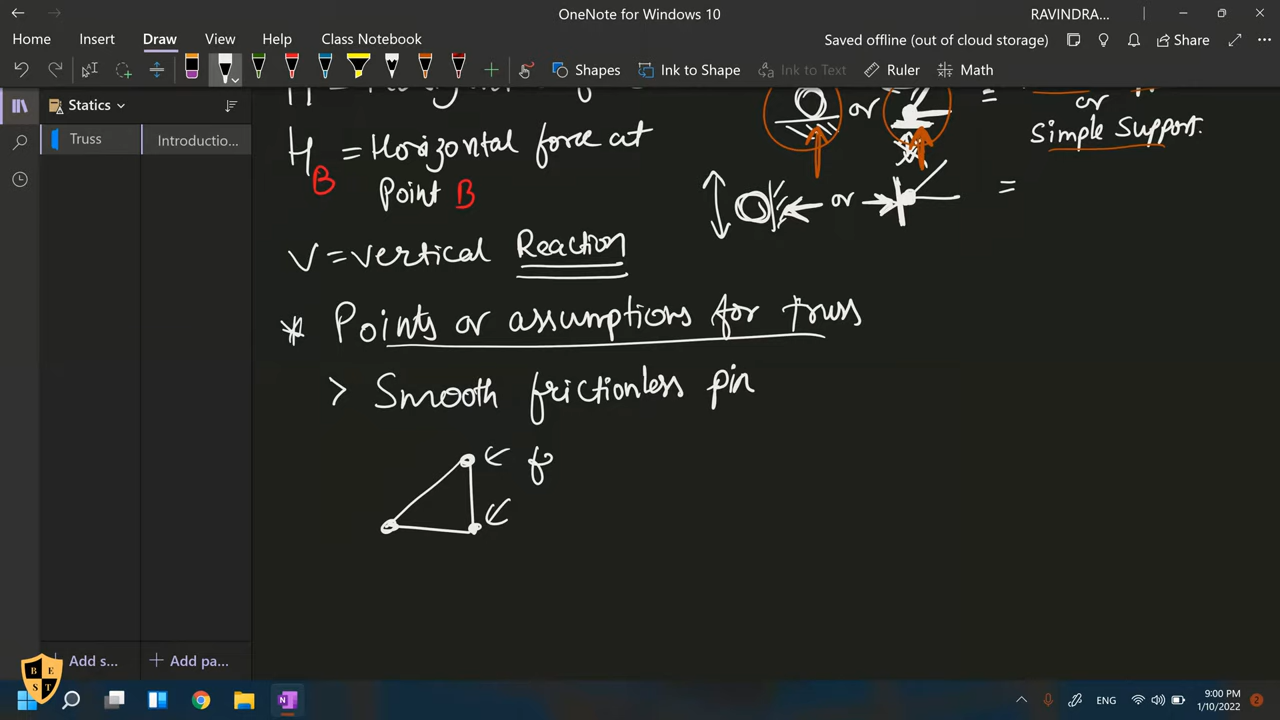 OneNote for Windows 10
RAVINDRA...
Home Insert Draw View Help Class Notebook
Saved offline (out of cloud storage)
Share
Shapes
Ink to Shape
Ink to Text
Ruler
Math
Statics
Truss
Introductio...
or =
or
Simple Support.
H = Horizontal force at
B
Point B
or =
V = vertical Reaction
* Points or assumptions for truss
> Smooth frictionless pin
f
+ Add s...
+ Add pa...
BEST
ENG
9:00 PM
1/10/2022
2